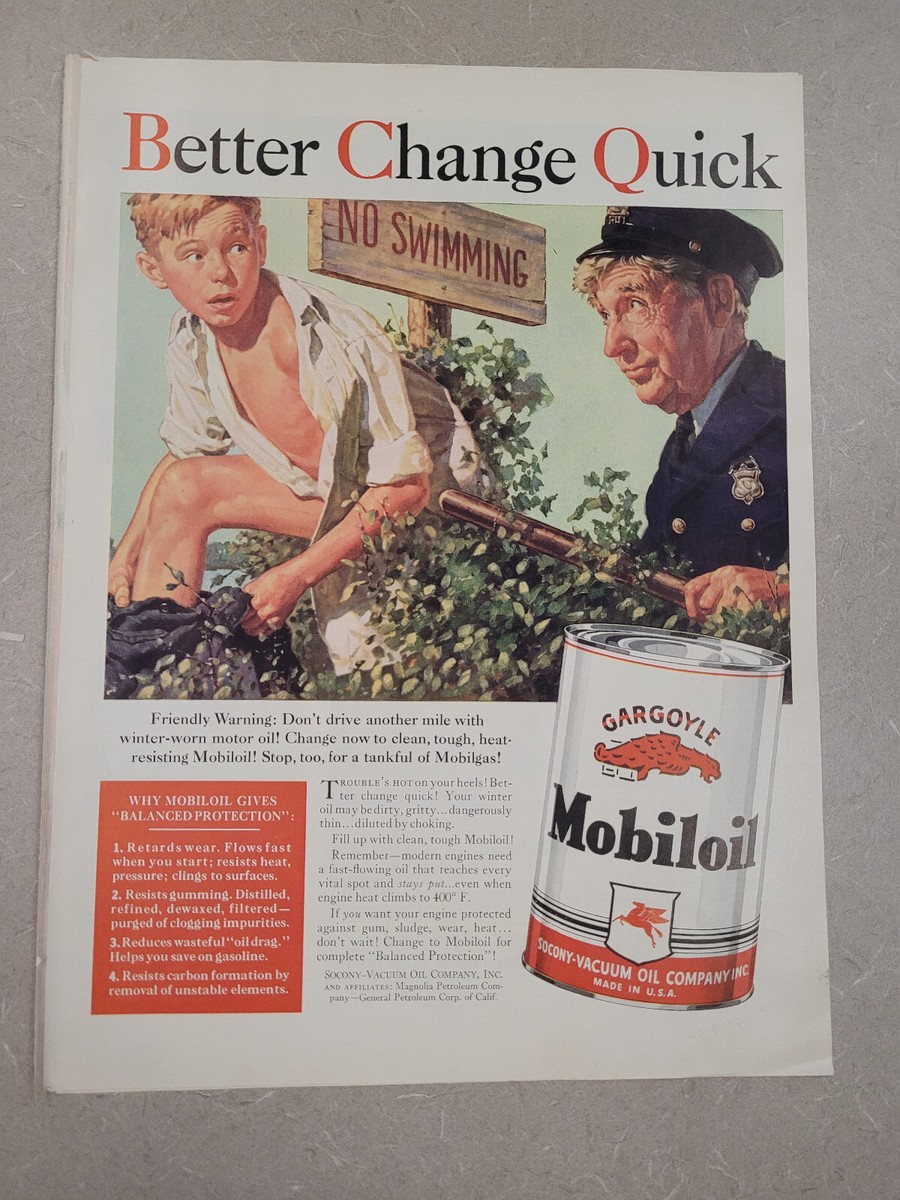 Better Change Quick
NO SWIMMING
Friendly Warning: Don't drive another mile with
winter-worn motor oil! Change now to clean, tough, heat-
resisting Mobiloil! Stop, too, for a tankful of Mobilgas!
WHY MOBILOIL GIVES
"BALANCED PROTECTION":
1. Retards wear. Flows fast
when you start; resists heat,
pressure; clings to surfaces.
2. Resists gumming. Distilled,
refined, dewaxed, filtered—
purged of clogging impurities.
3. Reduces wasteful "oil drag."
Helps you save on gasoline.
4. Resists carbon formation by
removal of unstable elements.
TROUBLE'S HOT on your heels! Bet-
ter change quick! Your winter
oil may be dirty, gritty...dangerously
thin...diluted by choking.
Fill up with clean, tough Mobiloil!
Remember—modern engines need
a fast-flowing oil that reaches every
vital spot and stays put...even when
engine heat climbs to 400° F.
If you want your engine protected
against gum, sludge, wear, heat...
don't wait! Change to Mobiloil for
complete "Balanced Protection"!
SOCONY-VACUUM OIL COMPANY, INC.
AND AFFILIATES: Magnolia Petroleum Com-
pany—General Petroleum Corp. of Calif.
GARGOYLE
Mobiloil
SOCONY-VACUUM OIL COMPANY INC.
MADE IN U.S.A.